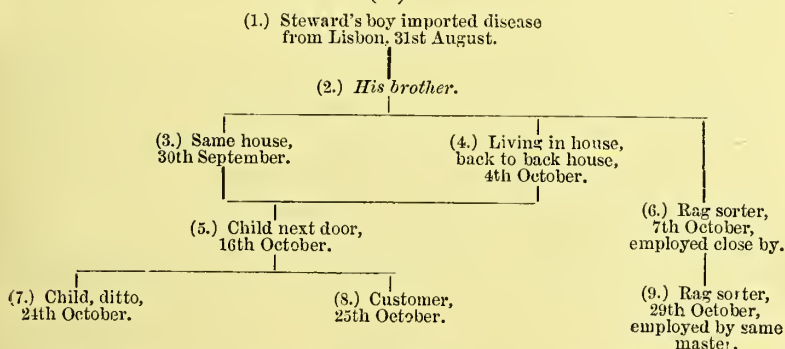 (1.) Steward's boy imported disease
from Lisbon, 31st August.
(2.) His brother.
(3.) Same house,
30th September.
(4.) Living in house,
back to back house,
4th October.
(5.) Child next door,
16th October.
(6.) Rag sorter,
7th October,
employed close by.
(7.) Child, ditto,
24th October.
(8.) Customer,
25th October.
(9.) Rag sorter,
29th October,
employed by same
master.